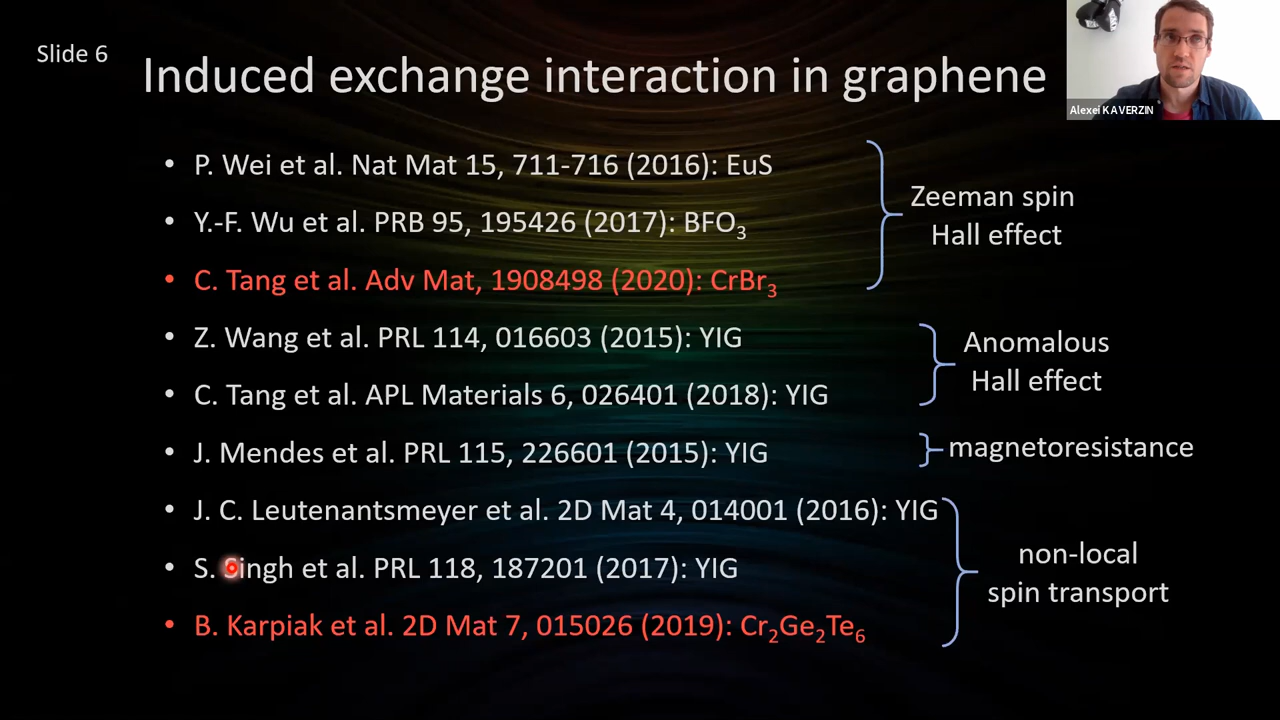 Slide 6
Induced exchange interaction in graphene
Alexei KAVERZIN
• P. Wei et al. Nat Mat 15, 711-716 (2016): EuS
• Y.-F. Wu et al. PRB 95, 195426 (2017): BFO₃
• C. Tang et al. Adv Mat, 1908498 (2020): CrBr₃
Zeeman spin
Hall effect
• Z. Wang et al. PRL 114, 016603 (2015): YIG
• C. Tang et al. APL Materials 6, 026401 (2018): YIG
Anomalous
Hall effect
• J. Mendes et al. PRL 115, 226601 (2015): YIG
magnetoresistance
• J. C. Leutenantsmeyer et al. 2D Mat 4, 014001 (2016): YIG
• S. Singh et al. PRL 118, 187201 (2017): YIG
• B. Karpiak et al. 2D Mat 7, 015026 (2019): Cr₂Ge₂Te₆
non-local
spin transport